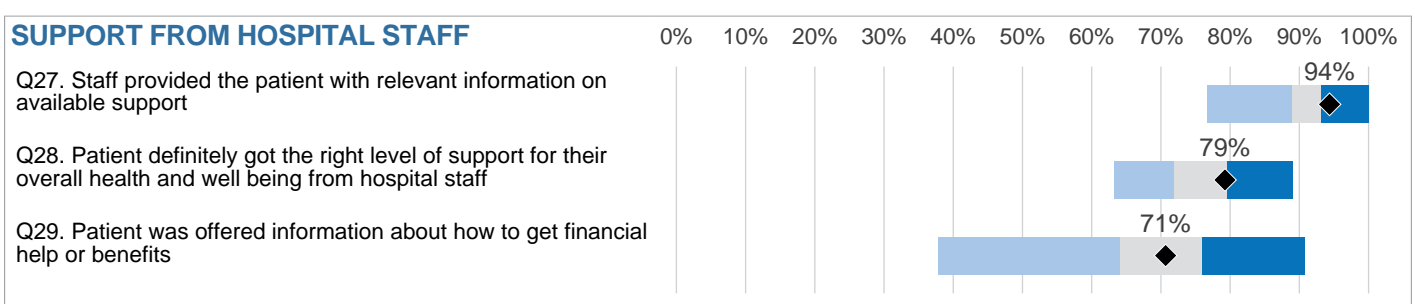 SUPPORT FROM HOSPITAL STAFF
0% 10% 20% 30% 40% 50% 60% 70% 80% 90% 100%
Q27. Staff provided the patient with relevant information on
available support
94%
Q28. Patient definitely got the right level of support for their
overall health and well being from hospital staff
79%
Q29. Patient was offered information about how to get financial
help or benefits
71%